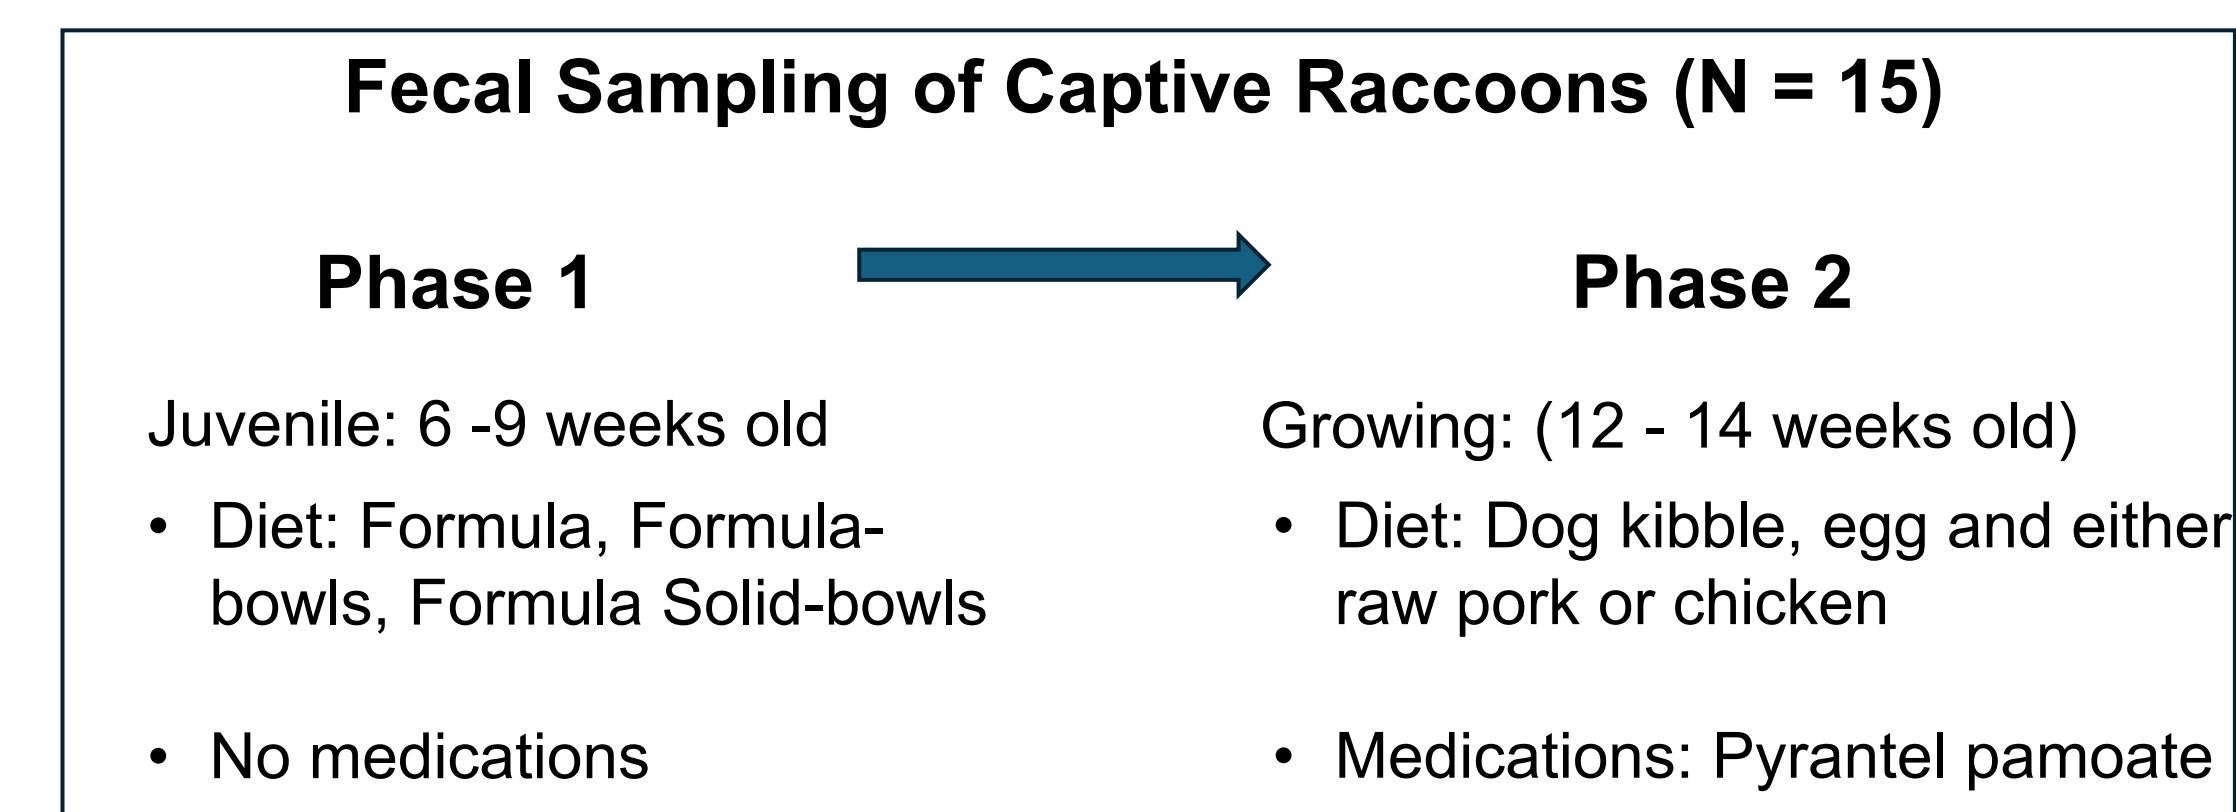 Fecal Sampling of Captive Raccoons (N = 15)
Phase 1
Juvenile: 6 -9 weeks old
• Diet: Formula, Formula-
bowls, Formula Solid-bowls
• No medications
Phase 2
Growing: (12 - 14 weeks old)
• Diet: Dog kibble, egg and either
raw pork or chicken
• Medications: Pyrantel pamoate